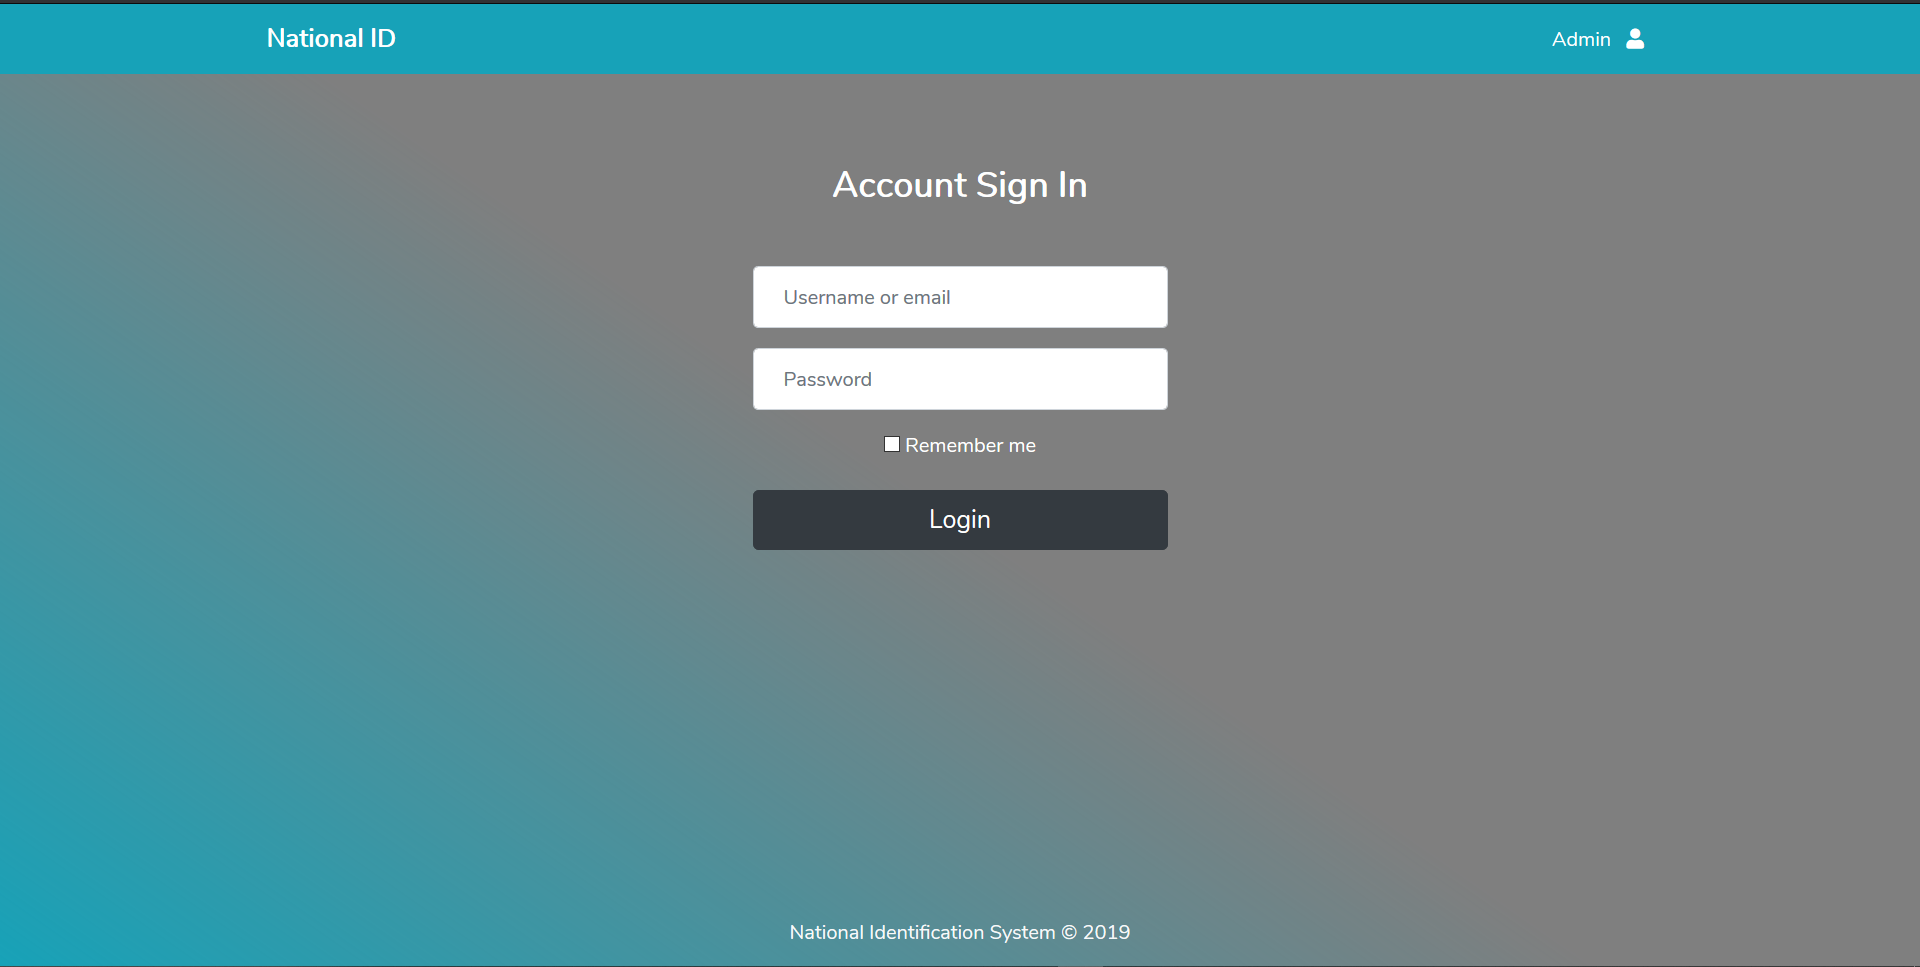 National ID
Admin
Account Sign In
Username or email
Password
Remember me
Login
National Identification System © 2019